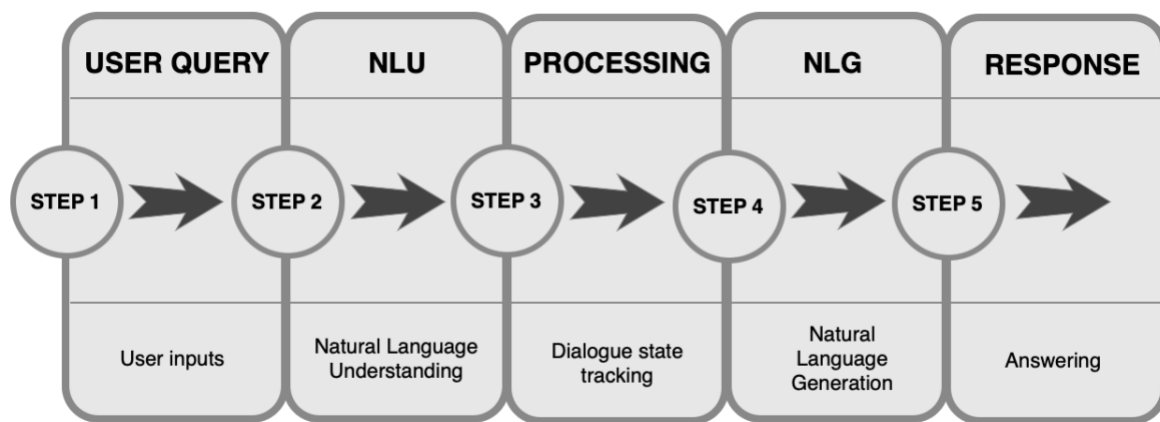 USER QUERY
NLU
PROCESSING
NLG
RESPONSE
STEP 1
STEP 2
STEP 3
STEP 4
STEP 5
User inputs
Natural Language
Understanding
Dialogue state
tracking
Natural
Language
Generation
Answering